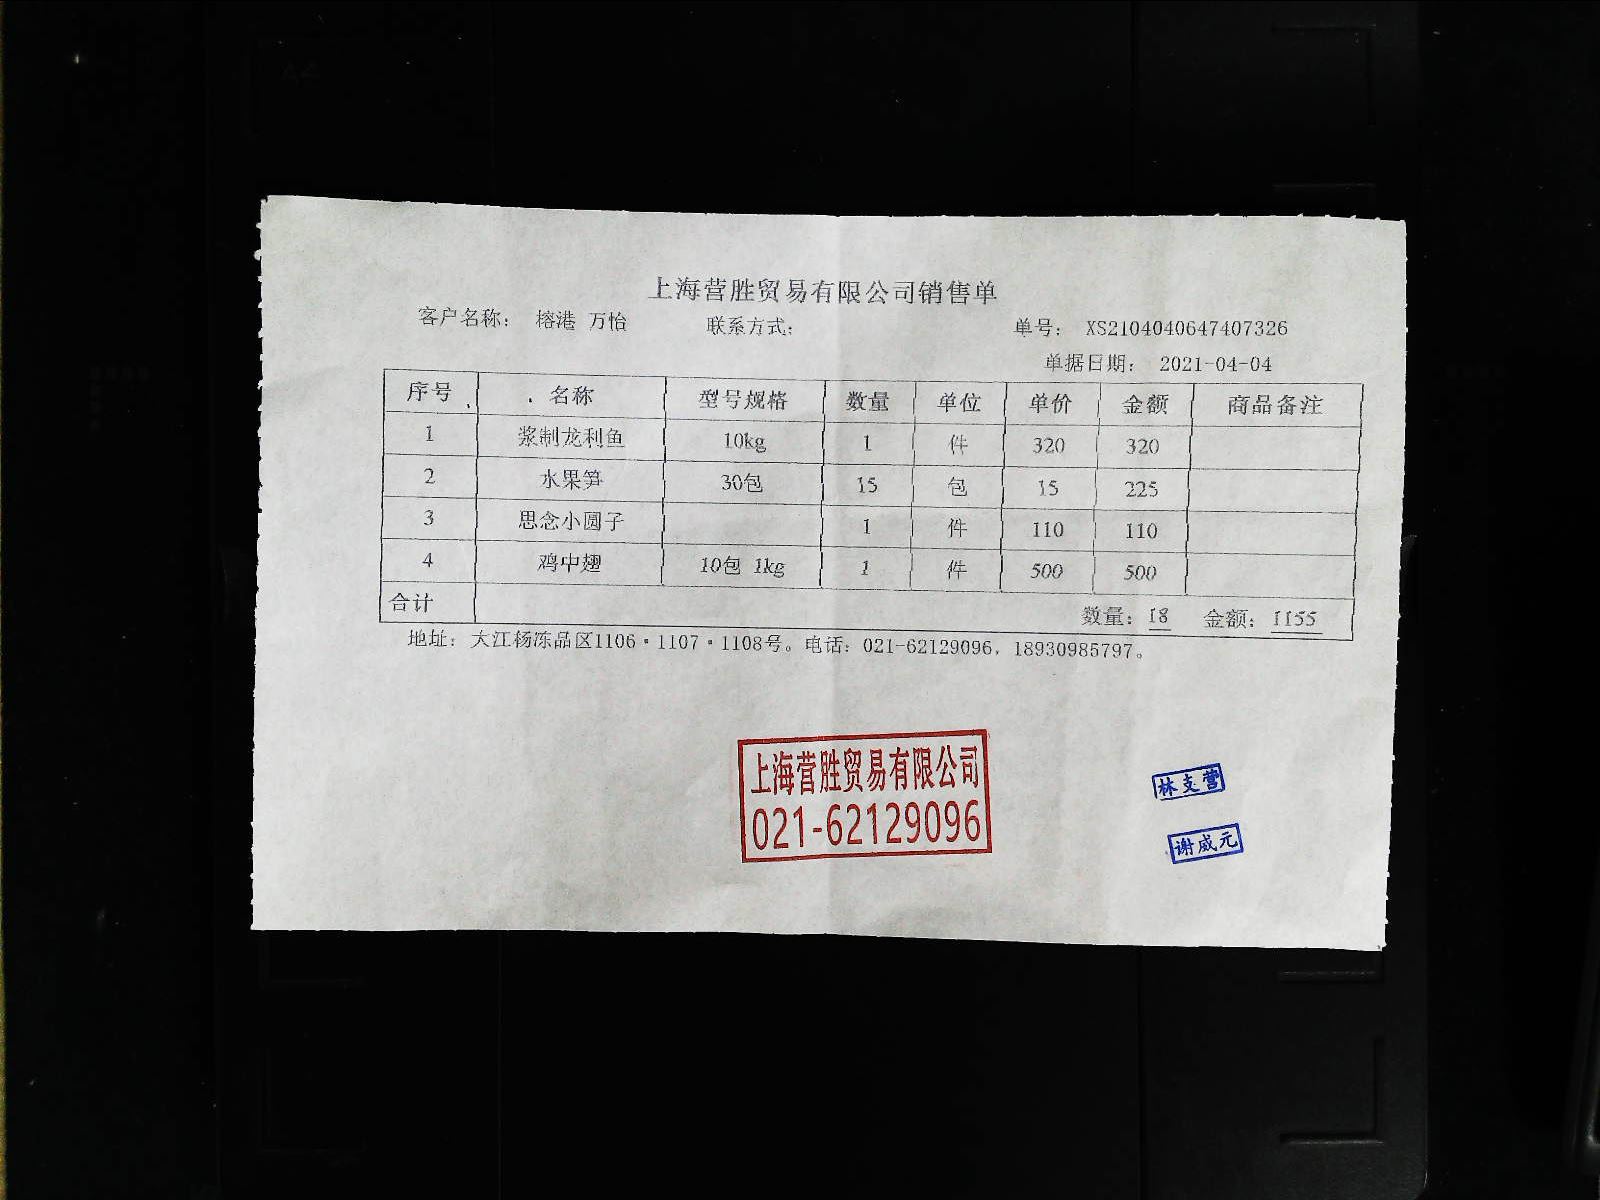 上海营胜贸易有限公司销售单
客户名称： 榕港 万怡 联系方式： 单号： XS2104040647407326
单据日期： 2021-04-04
序号 名称 型号规格 数量 单位 单价 金额 商品备注
1 浆制龙利鱼 10kg 1 件 320 320
2 水果笋 30包 15 包 15 225
3 思念小圆子 1 件 110 110
4 鸡中翅 10包 1kg 1 件 500 500
合计 数量：18 金额：1155
地址：大江杨冻品区1106·1107·1108号。电话：021-62129096，18930985797。
上海营胜贸易有限公司
021-62129096
林支营
谢威元